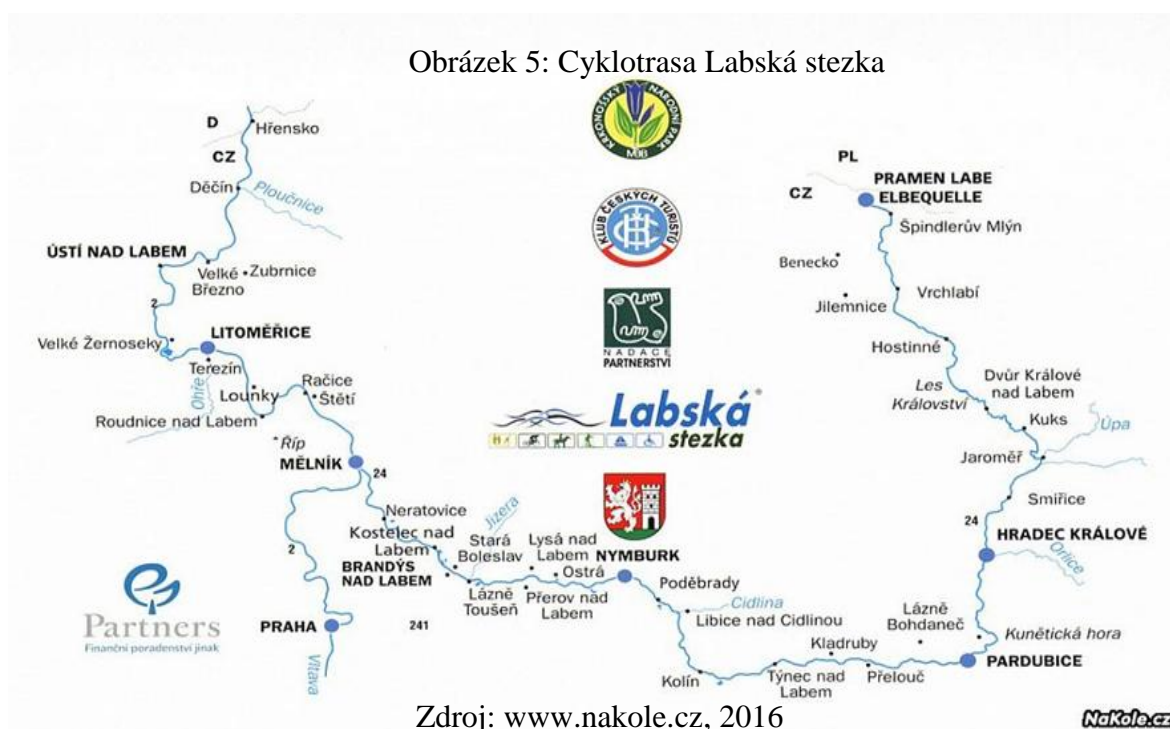 Obrázek 5: Cyklotrasa Labská stezka
KRKONOŠSKÝ NÁRODNÍ PARK
MAB
KLUB ČESKÝCH TURISTŮ
KČT
NADACE
PARTNERSTVÍ
Labská®
stezka
D
Hřensko
CZ
Děčín
Ploučnice
ÚSTÍ NAD LABEM
Velké
Březno
Zubrnice
2
Velké Žernoseky
LITOMĚŘICE
Terezín
Ohře
Lounky
Račice
Štětí
Roudnice nad Labem
Říp
MĚLNÍK
24
Neratovice
Kostelec nad
Labem
BRANDÝS
NAD LABEM
Stará
Boleslav
Jizera
Lázně
Toušeň
Lysá nad
Labem
Ostrá
Přerov nad
Labem
2
PRAHA
Vltava
241
NYMBURK
Poděbrady
Cidlina
Libice nad Cidlinou
Kolín
Týnec nad
Labem
Kladruby
Přelouč
Lázně
Bohdaneč
Kunětická hora
PARDUBICE
PL
CZ
PRAMEN LABE
ELBEQUELLE
Špindlerův Mlýn
Benecko
Jilemnice
Vrchlabí
Hostinné
Les
Království
Dvůr Králové
nad Labem
Kuks
Úpa
Jaroměř
Smiřice
24
HRADEC KRÁLOVÉ
Orlice
Partners
Finanční poradenství jinak
Zdroj: www.nakole.cz, 2016
NaKole.cz